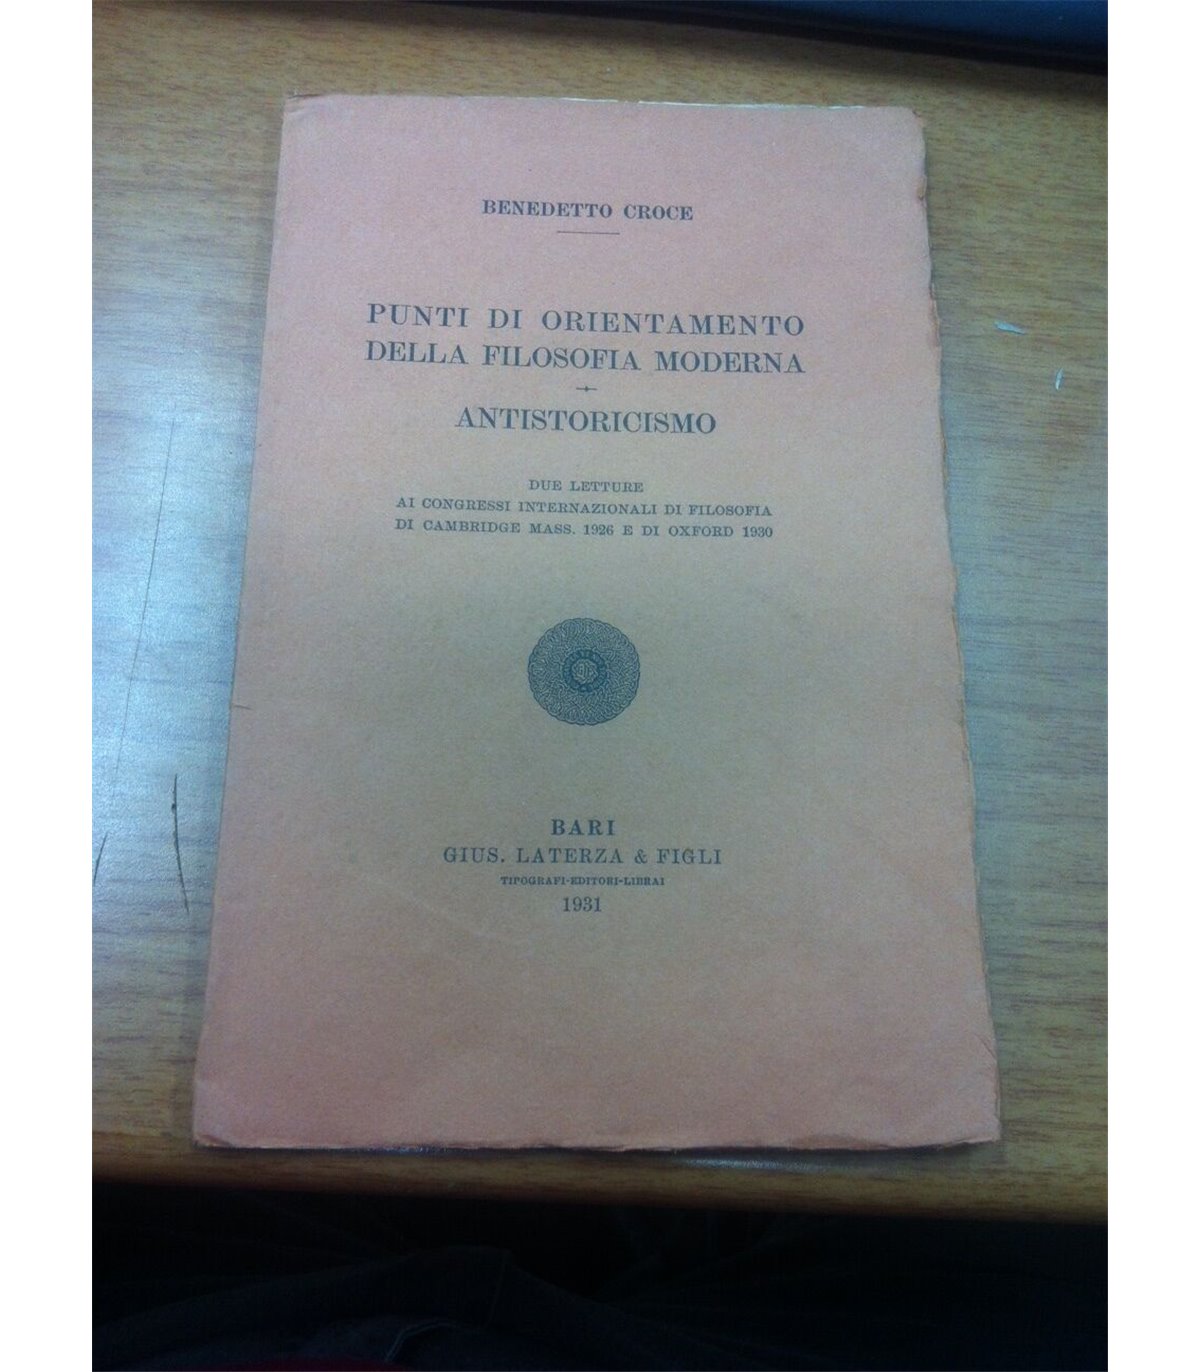 BENEDETTO CROCE
PUNTI DI ORIENTAMENTO
DELLA FILOSOFIA MODERNA
ANTISTORICISMO
DUE LETTURE
AI CONGRESSI INTERNAZIONALI DI FILOSOFIA
DI CAMBRIDGE MASS. 1926 E DI OXFORD 1930
BARI
GIUS. LATERZA & FIGLI
TIPOGRAFI-EDITORI-LIBRAI
1931